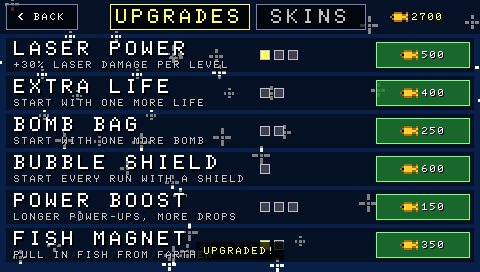 < BACK
UPGRADES
SKINS
2700
LASER POWER
+30% LASER DAMAGE PER LEVEL
500
EXTRA LIFE
START WITH ONE MORE LIFE
400
BOMB BAG
START WITH ONE MORE BOMB
250
BUBBLE SHIELD
START EVERY RUN WITH A SHIELD
600
POWER BOOST
LONGER POWER-UPS, MORE DROPS
150
FISH MAGNET
PULL IN FISH FROM FARTHER
350
UPGRADED!